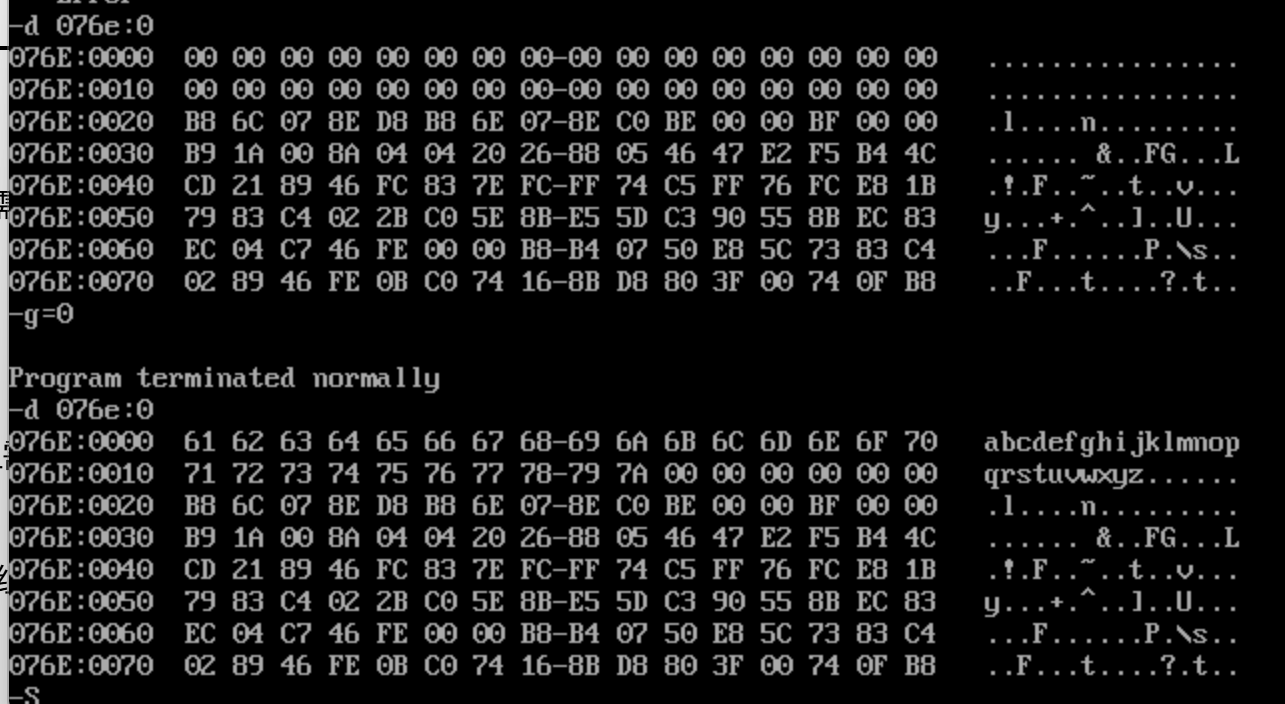 -d 076e:0
076E:0000  00 00 00 00 00 00 00 00-00 00 00 00 00 00 00 00   ................
076E:0010  00 00 00 00 00 00 00 00-00 00 00 00 00 00 00 00   ................
076E:0020  B8 6C 07 8E D8 B8 6E 07-8E C0 BE 00 00 BF 00 00   .l....n.........
076E:0030  B9 1A 00 8A 04 04 20 26-88 05 46 47 E2 F5 B4 4C   ...... &..FG...L
076E:0040  CD 21 89 46 FC 83 7E FC-FF 74 C5 FF 76 FC E8 1B   .!.F..~..t..v...
076E:0050  79 83 C4 02 2B C0 5E 8B-E5 5D C3 90 55 8B EC 83   y...+.^..]..U...
076E:0060  EC 04 C7 46 FE 00 00 B8-B4 07 50 E8 5C 73 83 C4   ...F......P.\s..
076E:0070  02 89 46 FE 0B C0 74 16-8B D8 80 3F 00 74 0F B8   ..F...t....?.t..
-g=0
Program terminated normally
-d 076e:0
076E:0000  61 62 63 64 65 66 67 68-69 6A 6B 6C 6D 6E 6F 70   abcdefghijklmnop
076E:0010  71 72 73 74 75 76 77 78-79 7A 00 00 00 00 00 00   qrstuvwxyz......
076E:0020  B8 6C 07 8E D8 B8 6E 07-8E C0 BE 00 00 BF 00 00   .l....n.........
076E:0030  B9 1A 00 8A 04 04 20 26-88 05 46 47 E2 F5 B4 4C   ...... &..FG...L
076E:0040  CD 21 89 46 FC 83 7E FC-FF 74 C5 FF 76 FC E8 1B   .!.F..~..t..v...
076E:0050  79 83 C4 02 2B C0 5E 8B-E5 5D C3 90 55 8B EC 83   y...+.^..]..U...
076E:0060  EC 04 C7 46 FE 00 00 B8-B4 07 50 E8 5C 73 83 C4   ...F......P.\s..
076E:0070  02 89 46 FE 0B C0 74 16-8B D8 80 3F 00 74 0F B8   ..F...t....?.t..
-S